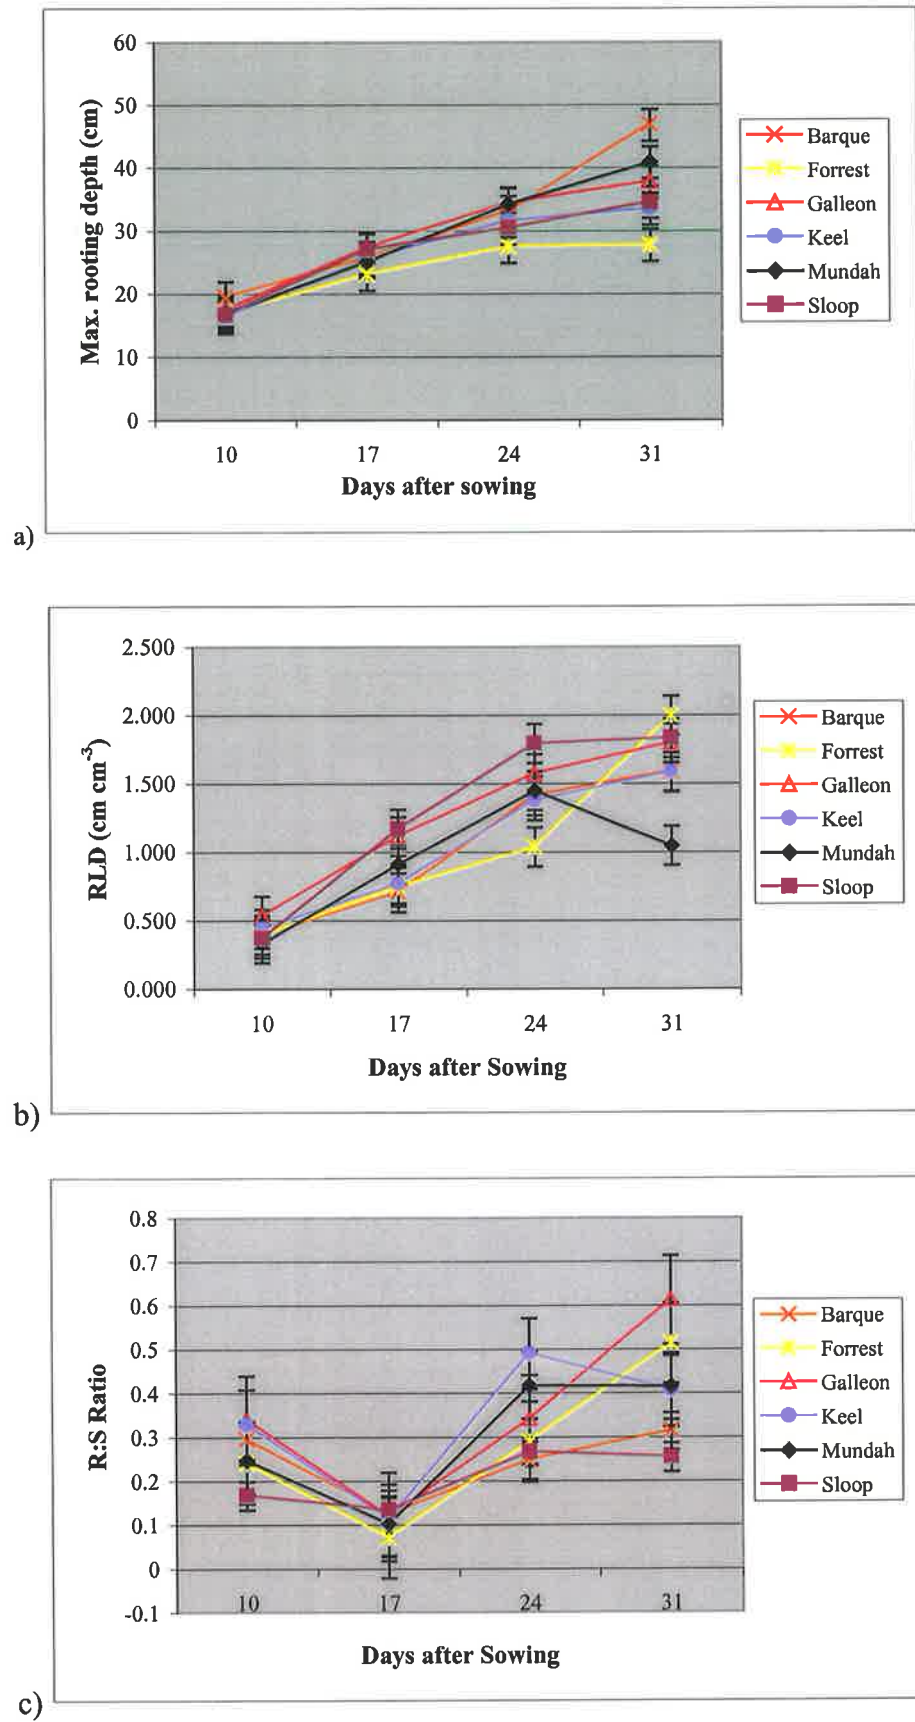 60
50
40
30
20
10
0
Max. rooting depth (cm)
10 17 24 31
Days after sowing
Barque
Forrest
Galleon
Keel
Mundah
Sloop
a)
2.500
2.000
1.500
1.000
0.500
0.000
RLD (cm cm⁻³)
10 17 24 31
Days after Sowing
Barque
Forrest
Galleon
Keel
Mundah
Sloop
b)
0.8
0.7
0.6
0.5
0.4
0.3
0.2
0.1
0
-0.1
R:S Ratio
10 17 24 31
Days after Sowing
Barque
Forrest
Galleon
Keel
Mundah
Sloop
c)